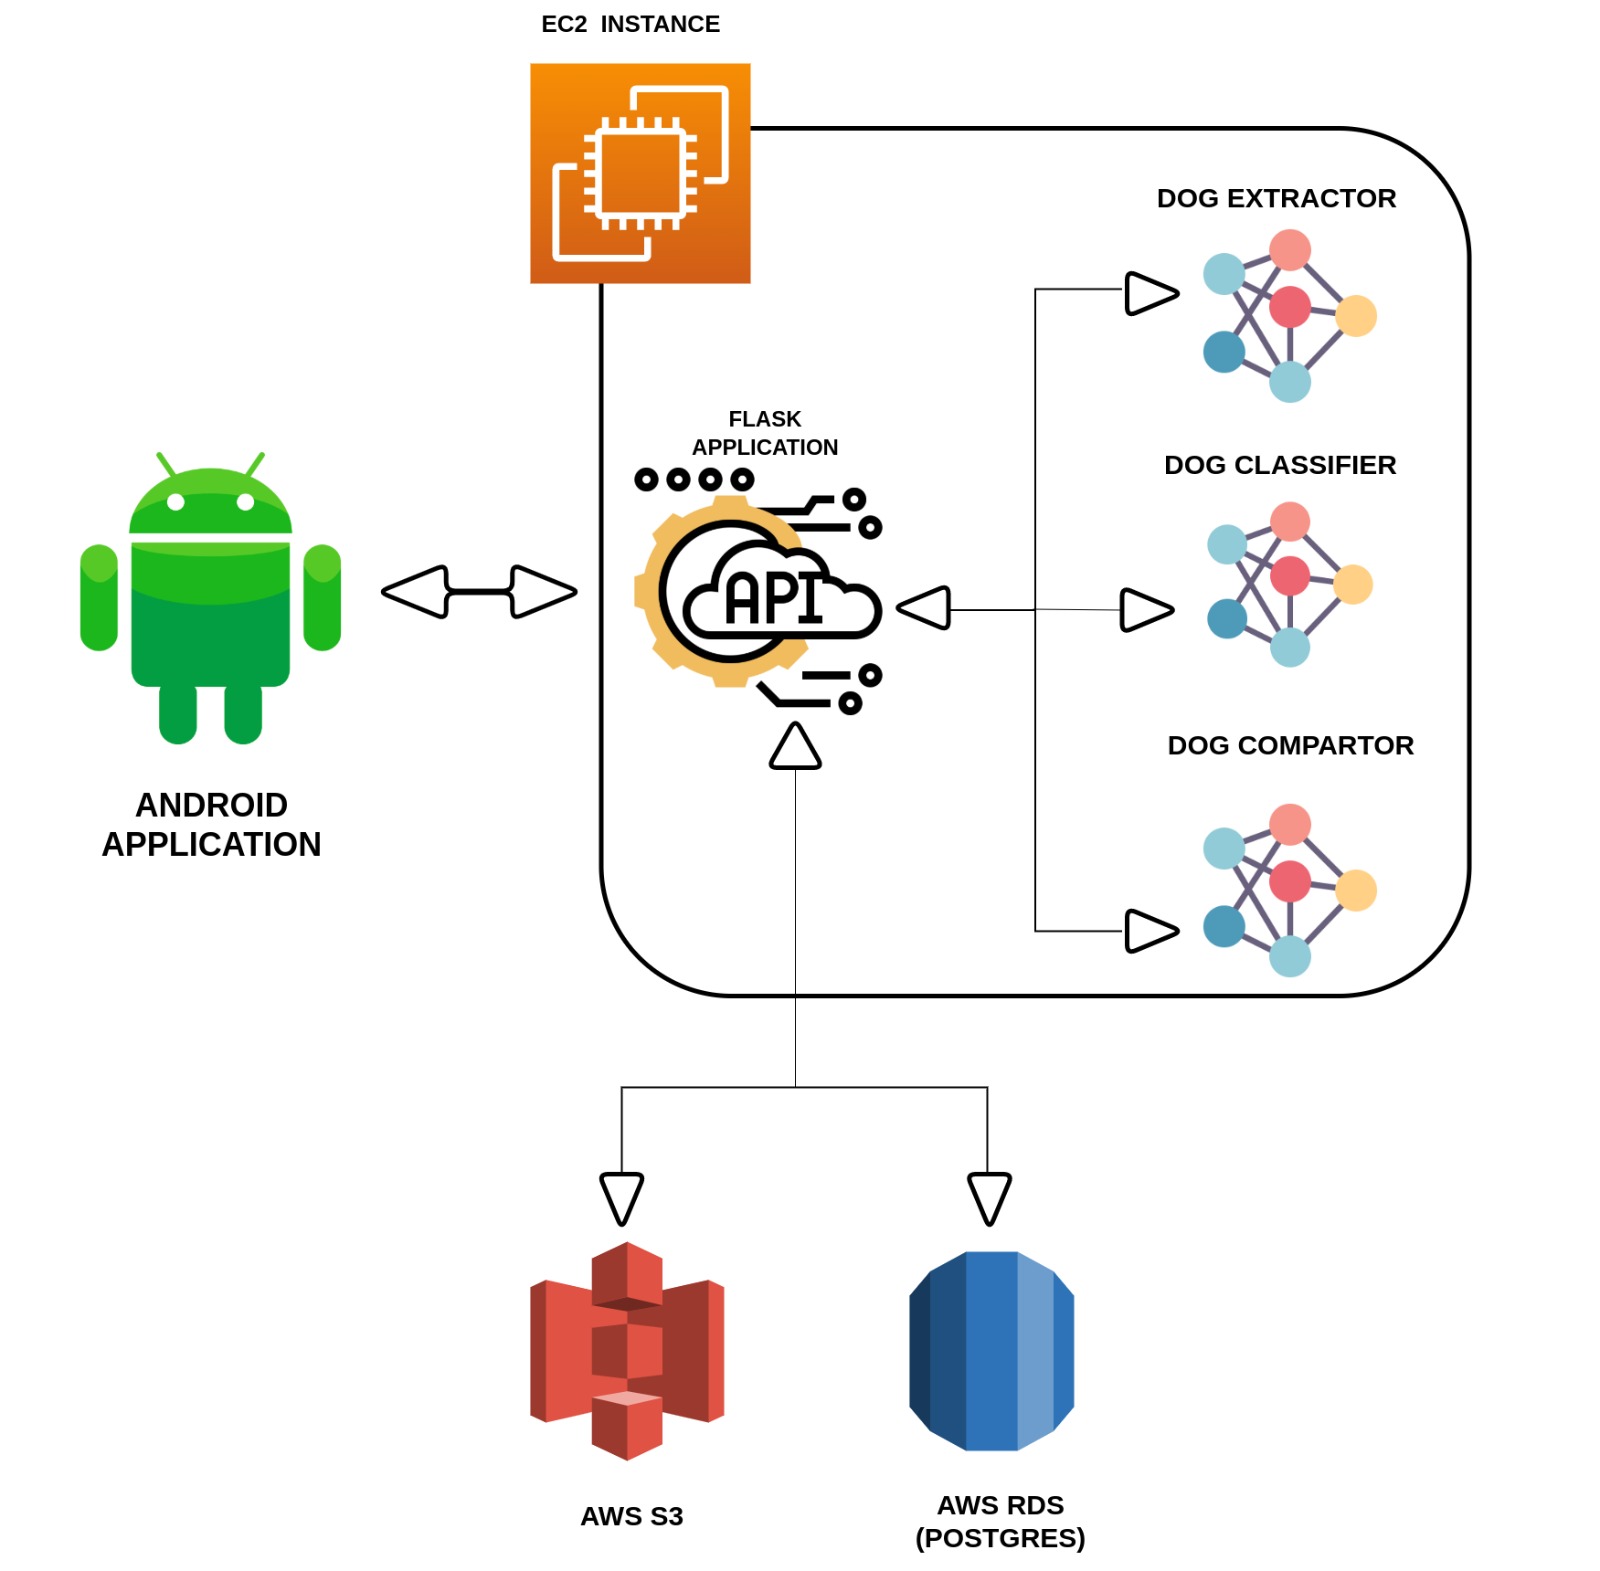 EC2 INSTANCE
DOG EXTRACTOR
FLASK
APPLICATION
DOG CLASSIFIER
API
DOG COMPARTOR
ANDROID
APPLICATION
AWS S3
AWS RDS
(POSTGRES)